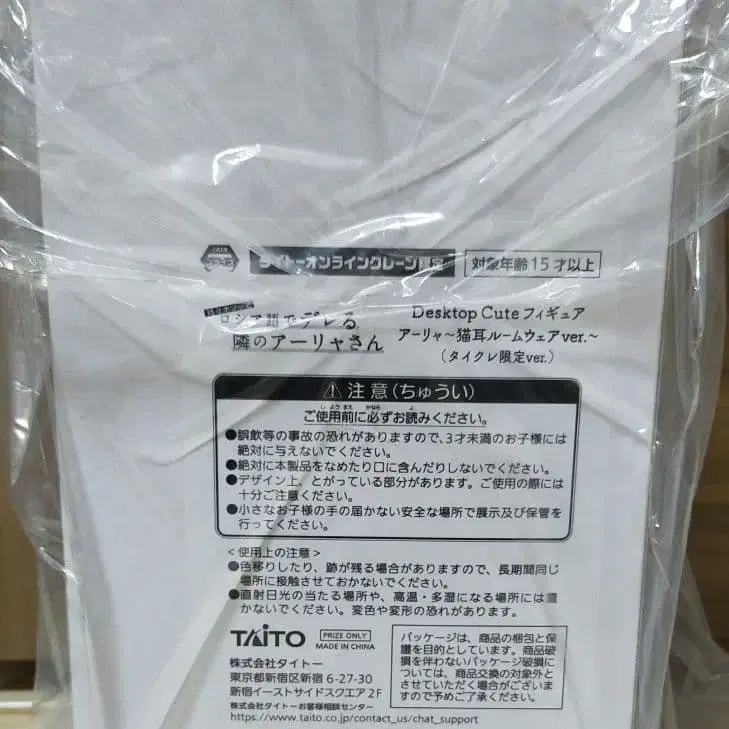 タイトーオンラインクレーン限定
対象年齢15才以上
時々ボソッと
ロシア語でデレる
隣のアーリャさん
Desktop Cute フィギュア
アーリャ~猫耳ルームウェアver.~
(タイクレ限定ver.)
⚠注意(ちゅうい)
ご使用前に必ずお読みください。
●誤飲等の事故の恐れがありますので、3才未満のお子様には
絶対に与えないでください。
●絶対に本製品をなめたり口に含んだりしないでください。
●デザイン上、とがっている部分があります。ご使用の際には
十分ご注意ください。
●小さなお子様の手の届かない安全な場所で展示及び保管を
行ってください。
<使用上の注意>
●色移りしたり、跡が残る場合がありますので、長期間同じ
場所に接触させておかないでください。
●直射日光の当たる場所や、高温・多湿になる場所には置
かないでください。変色や変形の恐れがあります。
TAITO
PRIZE ONLY
MADE IN CHINA
株式会社タイトー
東京都新宿区新宿 6-27-30
新宿イーストサイドスクエア 2F
株式会社タイトーお客様相談センター
https://www.taito.co.jp/contact_us/chat_support
パッケージは、商品の梱包と保
護を目的としています。商品破
損を伴わないパッケージ破損に
ついては、商品交換の対象外と
させていただく場合がございま
すので予めご了承ください。